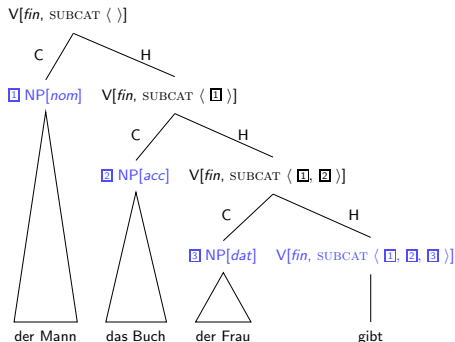 V[fin, SUBCAT ⟨ ⟩]
C H
1 NP[nom] V[fin, SUBCAT ⟨ 1 ⟩]
C H
2 NP[acc] V[fin, SUBCAT ⟨ 1, 2 ⟩]
C H
3 NP[dat] V[fin, SUBCAT ⟨ 1, 2, 3 ⟩]
der Mann das Buch der Frau gibt